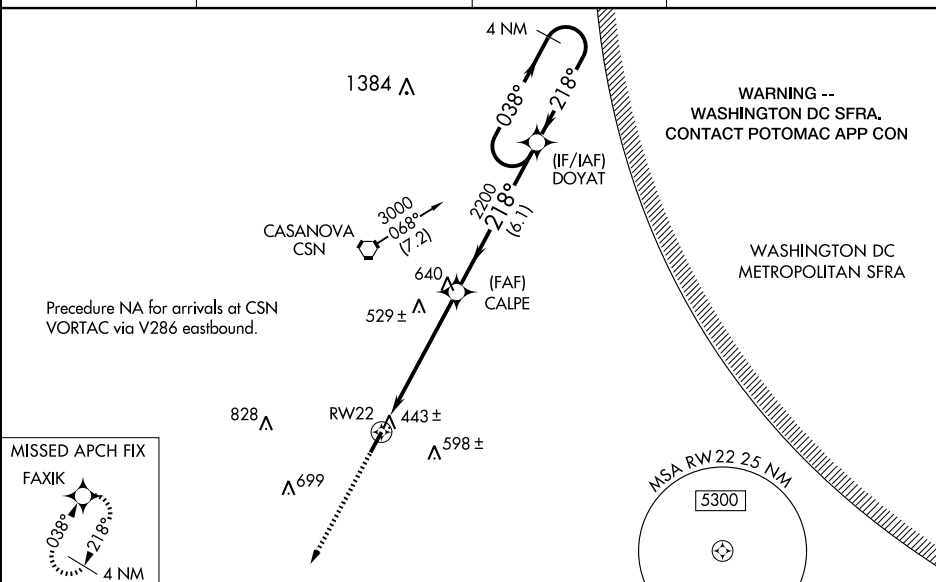 4 NM
1384
038°
218°
WARNING --
WASHINGTON DC SFRA.
CONTACT POTOMAC APP CON
(IF/IAF)
DOYAT
2200
218°
(6.1)
3000
068°
(7.2)
CASANOVA
CSN
WASHINGTON DC
METROPOLITAN SFRA
640
(FAF)
CALPE
529 ±
Precedure NA for arrivals at CSN
VORTAC via V286 eastbound.
828
RW22
443 ±
598 ±
699
MISSED APCH FIX
FAXIK
038°
218°
4 NM
MSA RW22 25 NM
5300